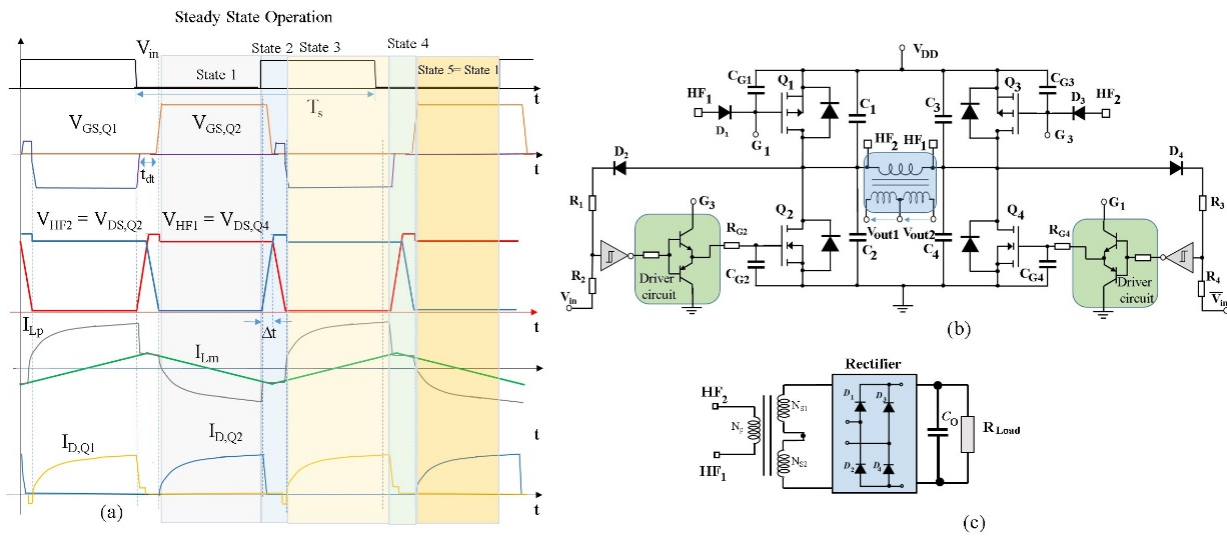 Steady State Operation
V_in
State 2
State 3
State 4
State 1
State 5= State 1
t
T_s
V_GS,Q1
V_GS,Q2
t
t_dt
V_HF2 = V_DS,Q2
V_HF1 = V_DS,Q4
t
Δt
I_Lp
I_Lm
t
I_D,Q1
I_D,Q2
t
(a)
V_DD
C_G1
Q_1
C_1
C_3
Q_3
C_G3
HF_1
D_1
G_1
D_3
HF_2
G_3
HF_2
HF_1
D_2
D_4
R_1
R_2
V_in
G_3
Driver
circuit
R_G2
C_G2
Q_2
V_out1
V_out2
C_2
C_4
Q_4
R_G4
C_G4
G_1
Driver
circuit
R_3
R_4
V̅_in
(b)
Rectifier
HF_2
HF_1
N_P
N_S1
N_S2
D_1
D_3
D_2
D_4
C_O
R_Load
(c)